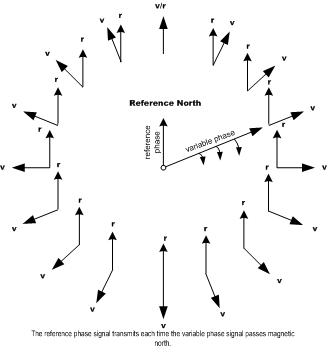 v/r
r
v
r
v
r
v
r
v
r
v
r
v
Reference North
r
r
v
v
reference
phase
variable phase
r
r
v
v
r
r
v
v
r
r
v
v
r
v
The reference phase signal transmits each time the variable phase signal passes magnetic
north.